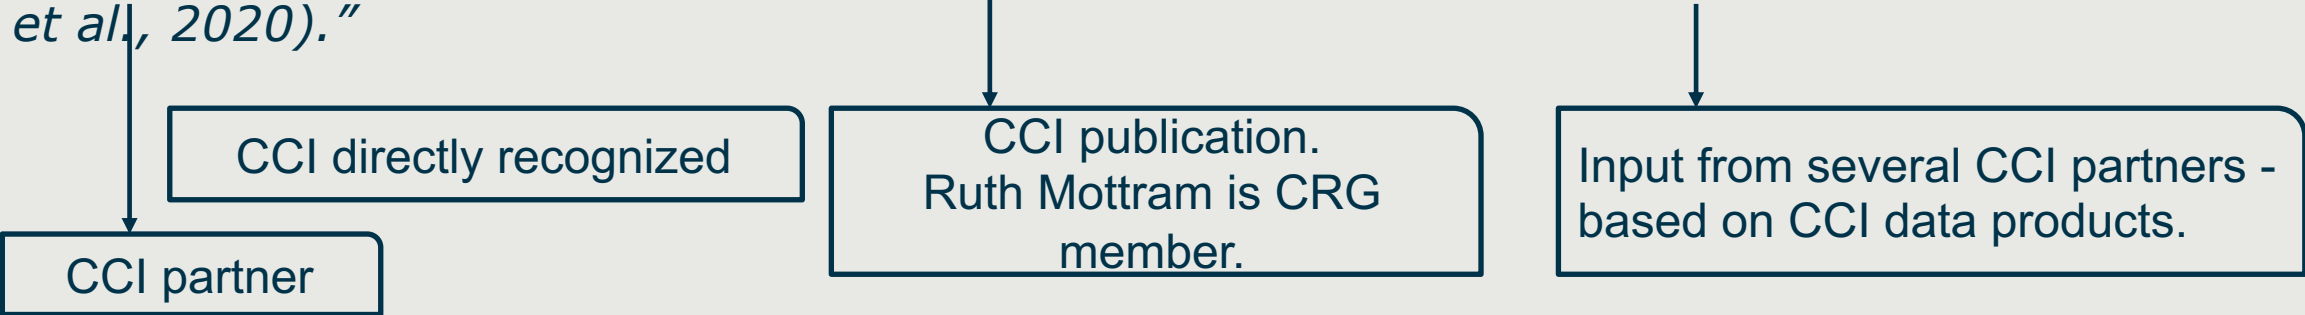 et al., 2020).”
CCI directly recognized
CCI partner
CCI publication.
Ruth Mottram is CRG
member.
Input from several CCI partners -
based on CCI data products.